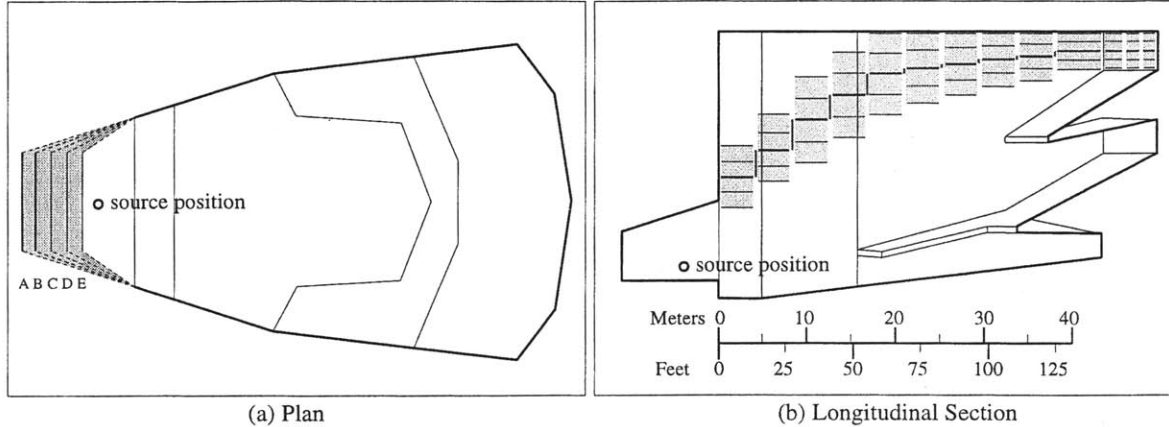 source position
A B C D E
(a) Plan
source position
Meters 0 10 20 30 40
Feet 0 25 50 75 100 125
(b) Longitudinal Section